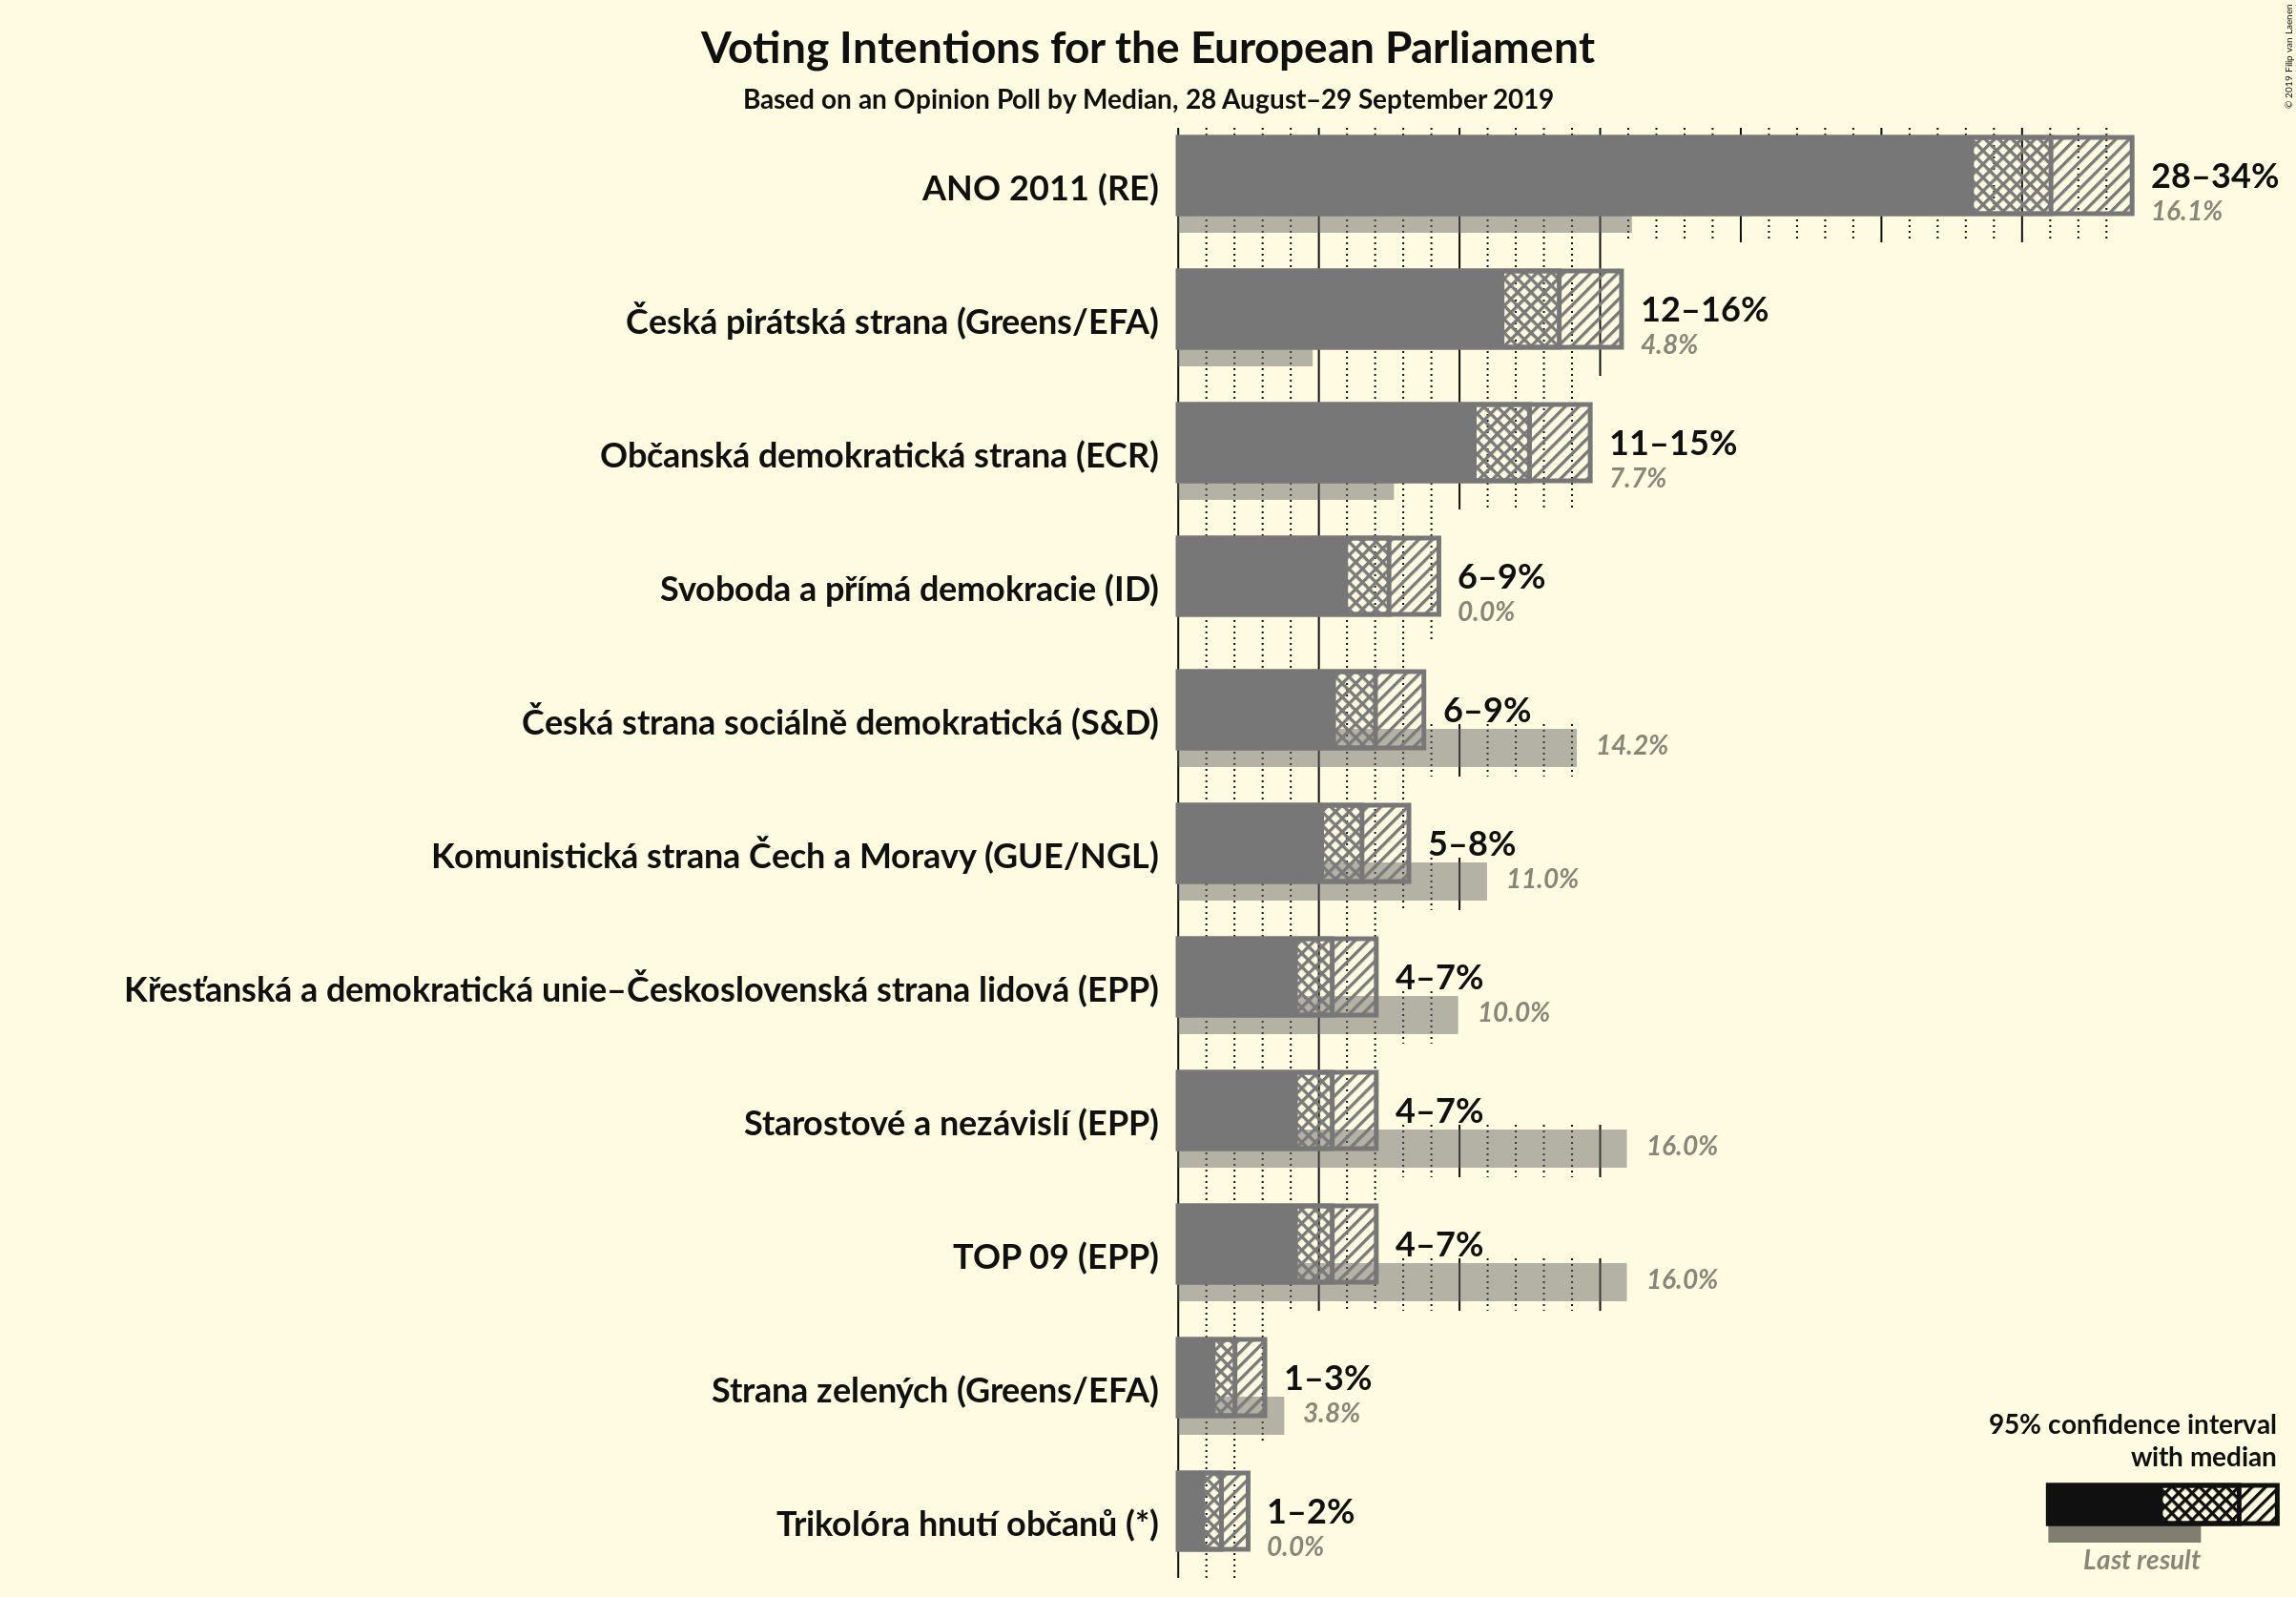 Voting Intentions for the European Parliament
Based on an Opinion Poll by Median, 28 August–29 September 2019
© 2019 Filip van Laenen
ANO 2011 (RE)
28–34%
16.1%
Česká pirátská strana (Greens/EFA)
12–16%
4.8%
Občanská demokratická strana (ECR)
11–15%
7.7%
Svoboda a přímá demokracie (ID)
6–9%
0.0%
Česká strana sociálně demokratická (S&D)
6–9%
14.2%
Komunistická strana Čech a Moravy (GUE/NGL)
5–8%
11.0%
Křesťanská a demokratická unie–Československá strana lidová (EPP)
4–7%
10.0%
Starostové a nezávislí (EPP)
4–7%
16.0%
TOP 09 (EPP)
4–7%
16.0%
Strana zelených (Greens/EFA)
1–3%
3.8%
Trikolóra hnutí občanů (*)
1–2%
0.0%
95% confidence interval
with median
Last result